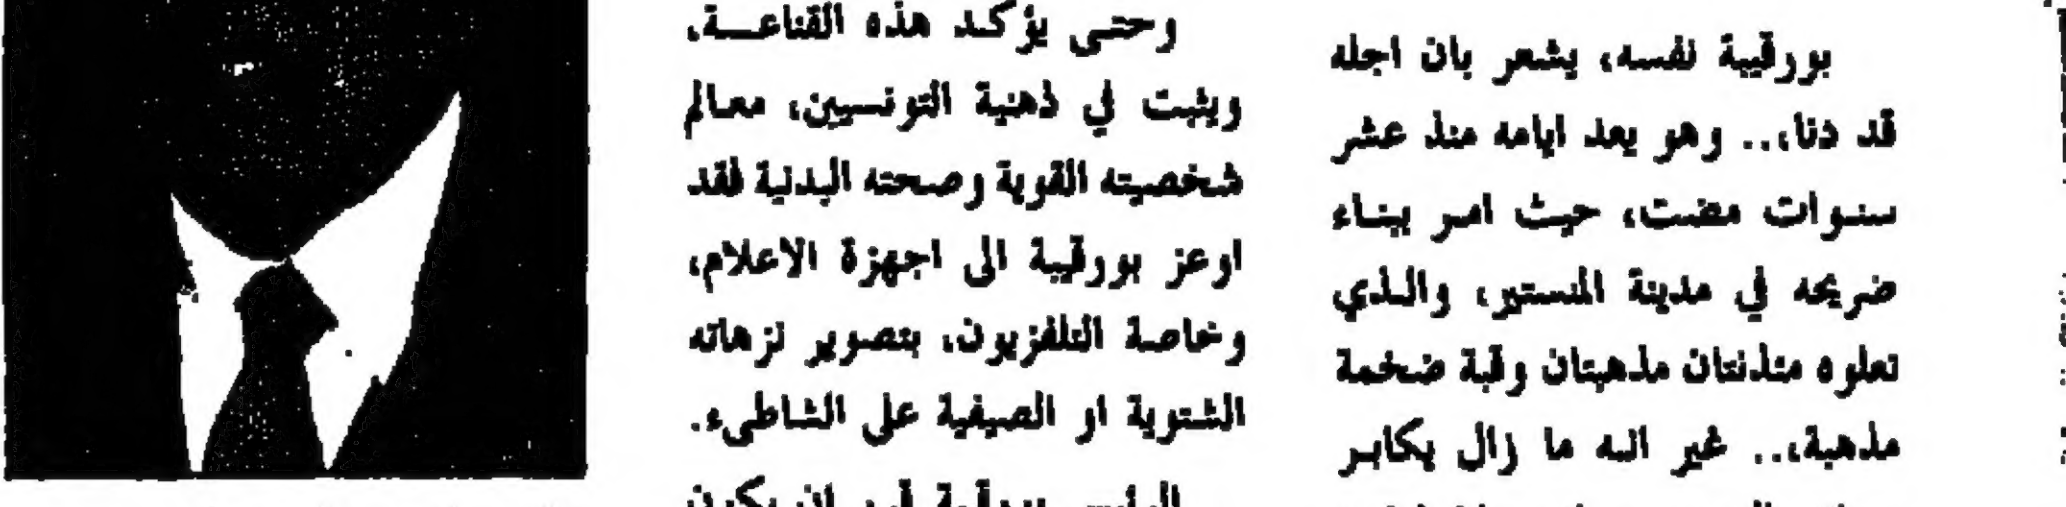 بورقيبة نفسه، يشعر بان اجله
قد دنا،.. وهو يعد ايامه منذ عشر
سنوات مضت، حيث امر ببناء
ضريحه في مدينة المنستير، والذي
تعلوه مئذنتان مذهبتان وقبة ضخمة
مذهبة،.. غير انه ما زال يكابر
وحتى يؤكد هذه القناعة،
ويثبت في ذهنية التونسيين، معالم
شخصيته القوية وصحته البدنية فقد
اوعز بورقيبة الى اجهزة الاعلام،
وخاصة التلفزيون، بتصوير نزهاته
الشتوية او الصيفية على الشاطىء.